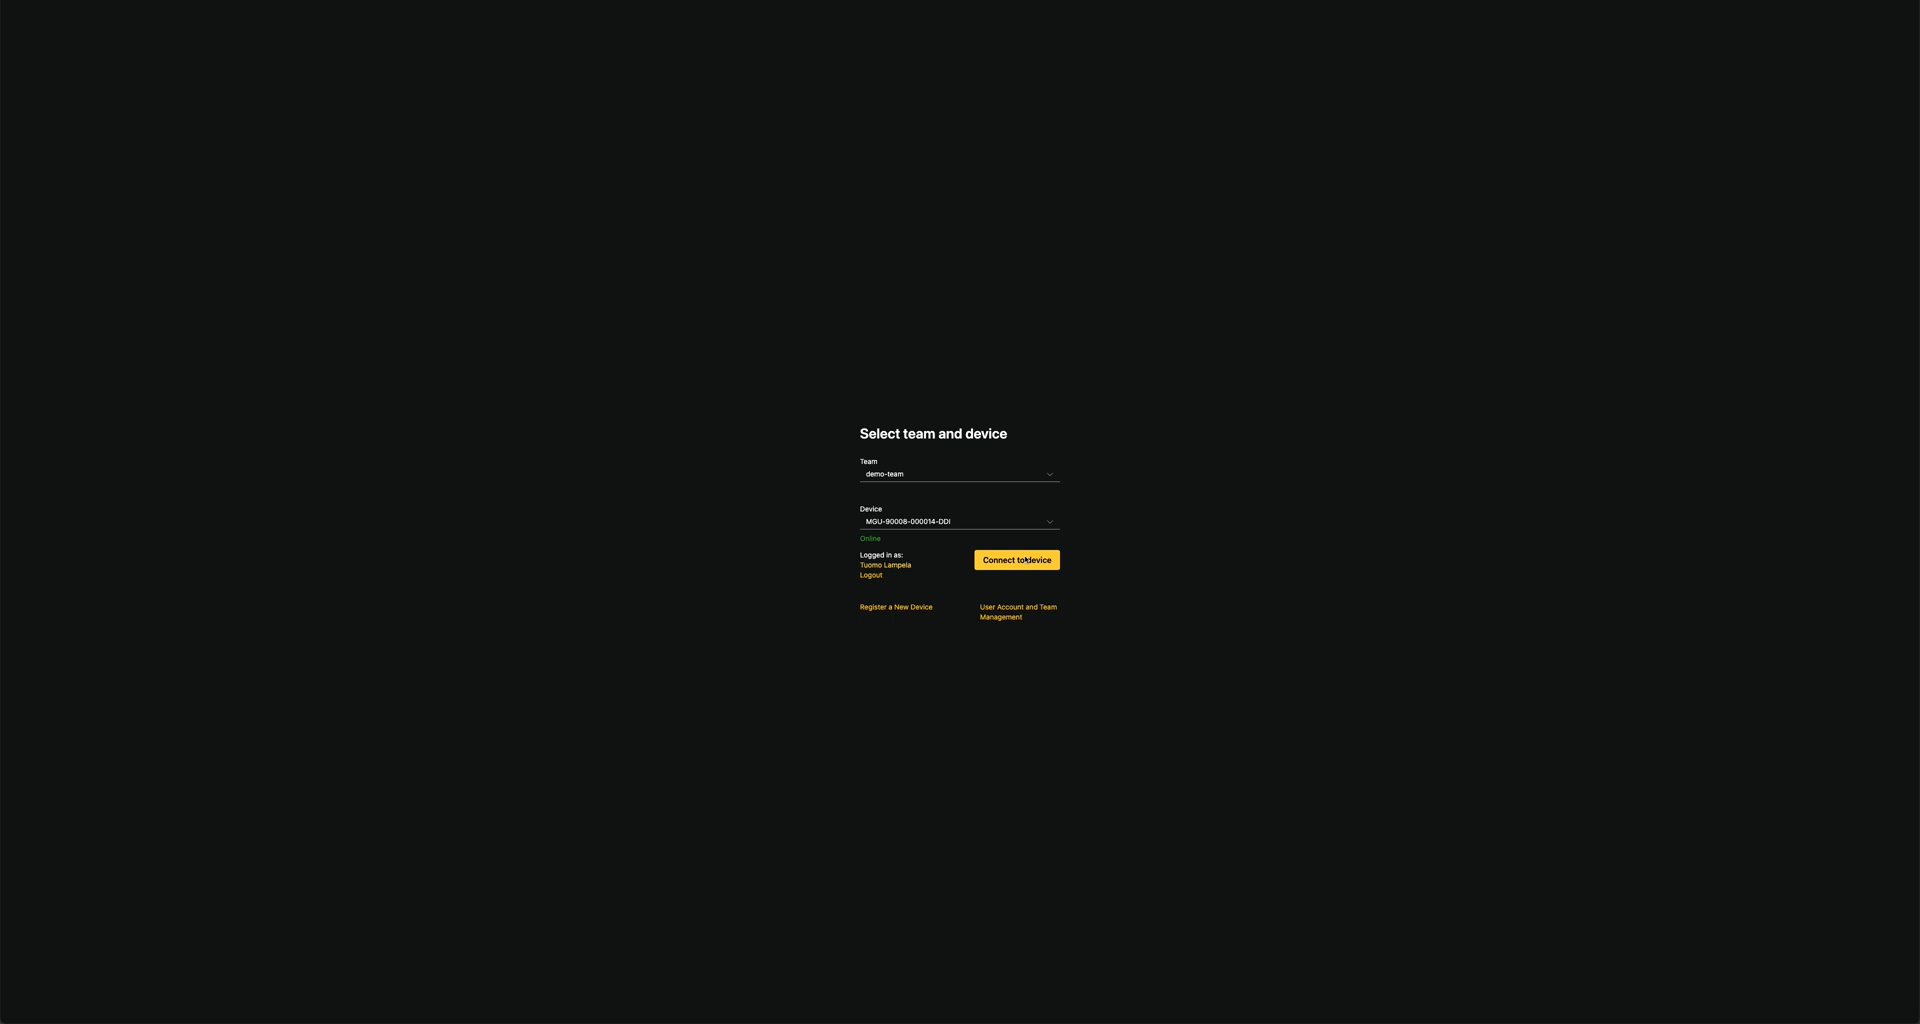 Select team and device
Team
demo-team
Device
MGU-90008-000014-DDI
Online
Logged in as:
Tuomo Lampela
Logout
Connect to device
Register a New Device
User Account and Team
Management